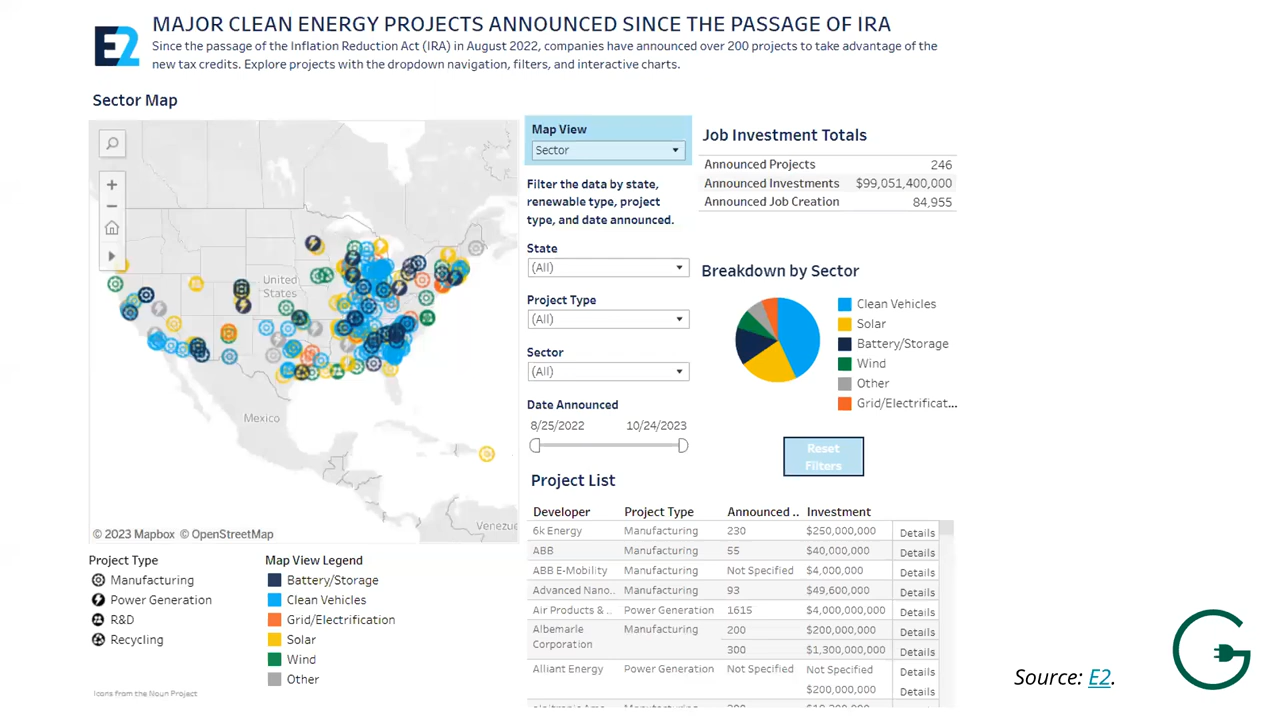 E2
MAJOR CLEAN ENERGY PROJECTS ANNOUNCED SINCE THE PASSAGE OF IRA
Since the passage of the Inflation Reduction Act (IRA) in August 2022, companies have announced over 200 projects to take advantage of the
new tax credits. Explore projects with the dropdown navigation, filters, and interactive charts.
Sector Map
United
States
Mexico
Venezue
© 2023 Mapbox © OpenStreetMap
Project Type
Manufacturing
Power Generation
R&D
Recycling
Map View Legend
Battery/Storage
Clean Vehicles
Grid/Electrification
Solar
Wind
Other
Icons from the Noun Project
Map View
Sector
Filter the data by state,
renewable type, project
type, and date announced.
State
(All)
Project Type
(All)
Sector
(All)
Date Announced
8/25/2022 10/24/2023
Job Investment Totals
Announced Projects 246
Announced Investments $99,051,400,000
Announced Job Creation 84,955
Breakdown by Sector
Clean Vehicles
Solar
Battery/Storage
Wind
Other
Grid/Electrificat...
Reset
Filters
Project List
Developer Project Type Announced .. Investment
6k Energy Manufacturing 230 $250,000,000 Details
ABB Manufacturing 55 $40,000,000 Details
ABB E-Mobility Manufacturing Not Specified $4,000,000 Details
Advanced Nano.. Manufacturing 93 $49,600,000 Details
Air Products & .. Power Generation 1615 $4,000,000,000 Details
Albemarle Manufacturing 200 $200,000,000 Details
Corporation 300 $1,300,000,000 Details
Alliant Energy Power Generation Not Specified Not Specified Details
$200,000,000 Details
Source: E2.